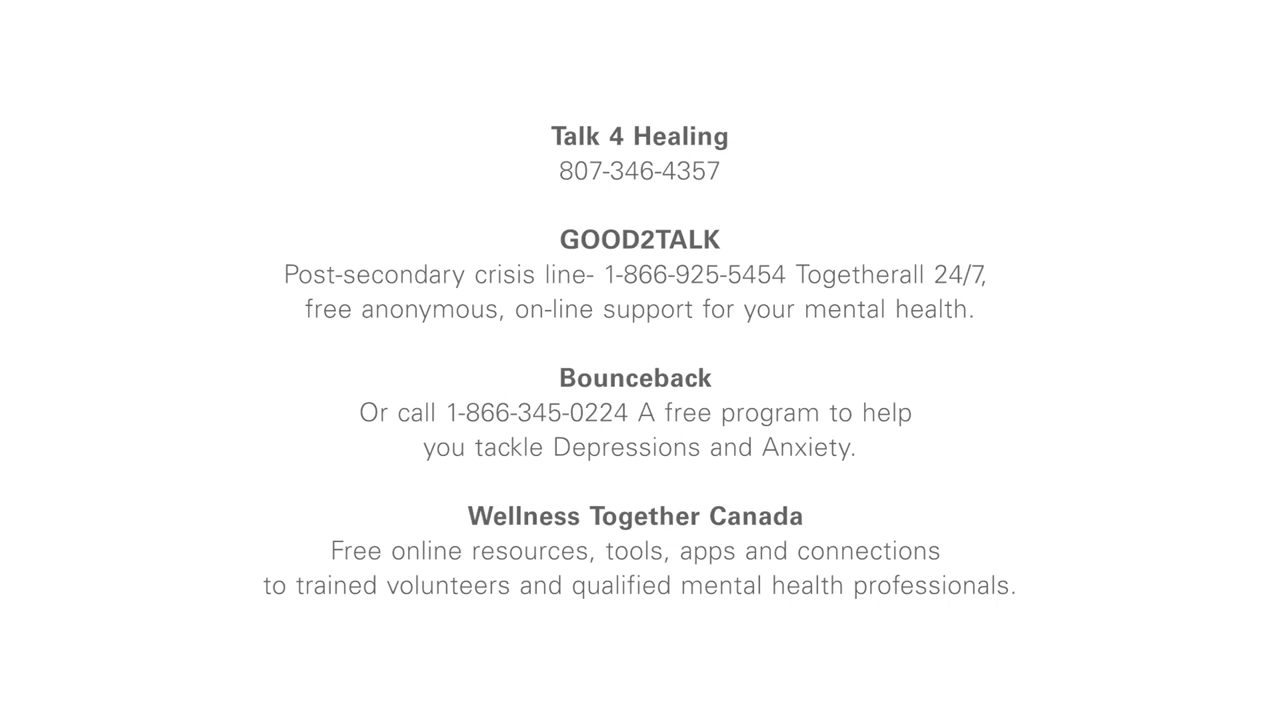 Talk 4 Healing
807-346-4357
GOOD2TALK
Post-secondary crisis line- 1-866-925-5454 Togetherall 24/7,
free anonymous, on-line support for your mental health.
Bounceback
Or call 1-866-345-0224 A free program to help
you tackle Depressions and Anxiety.
Wellness Together Canada
Free online resources, tools, apps and connections
to trained volunteers and qualified mental health professionals.